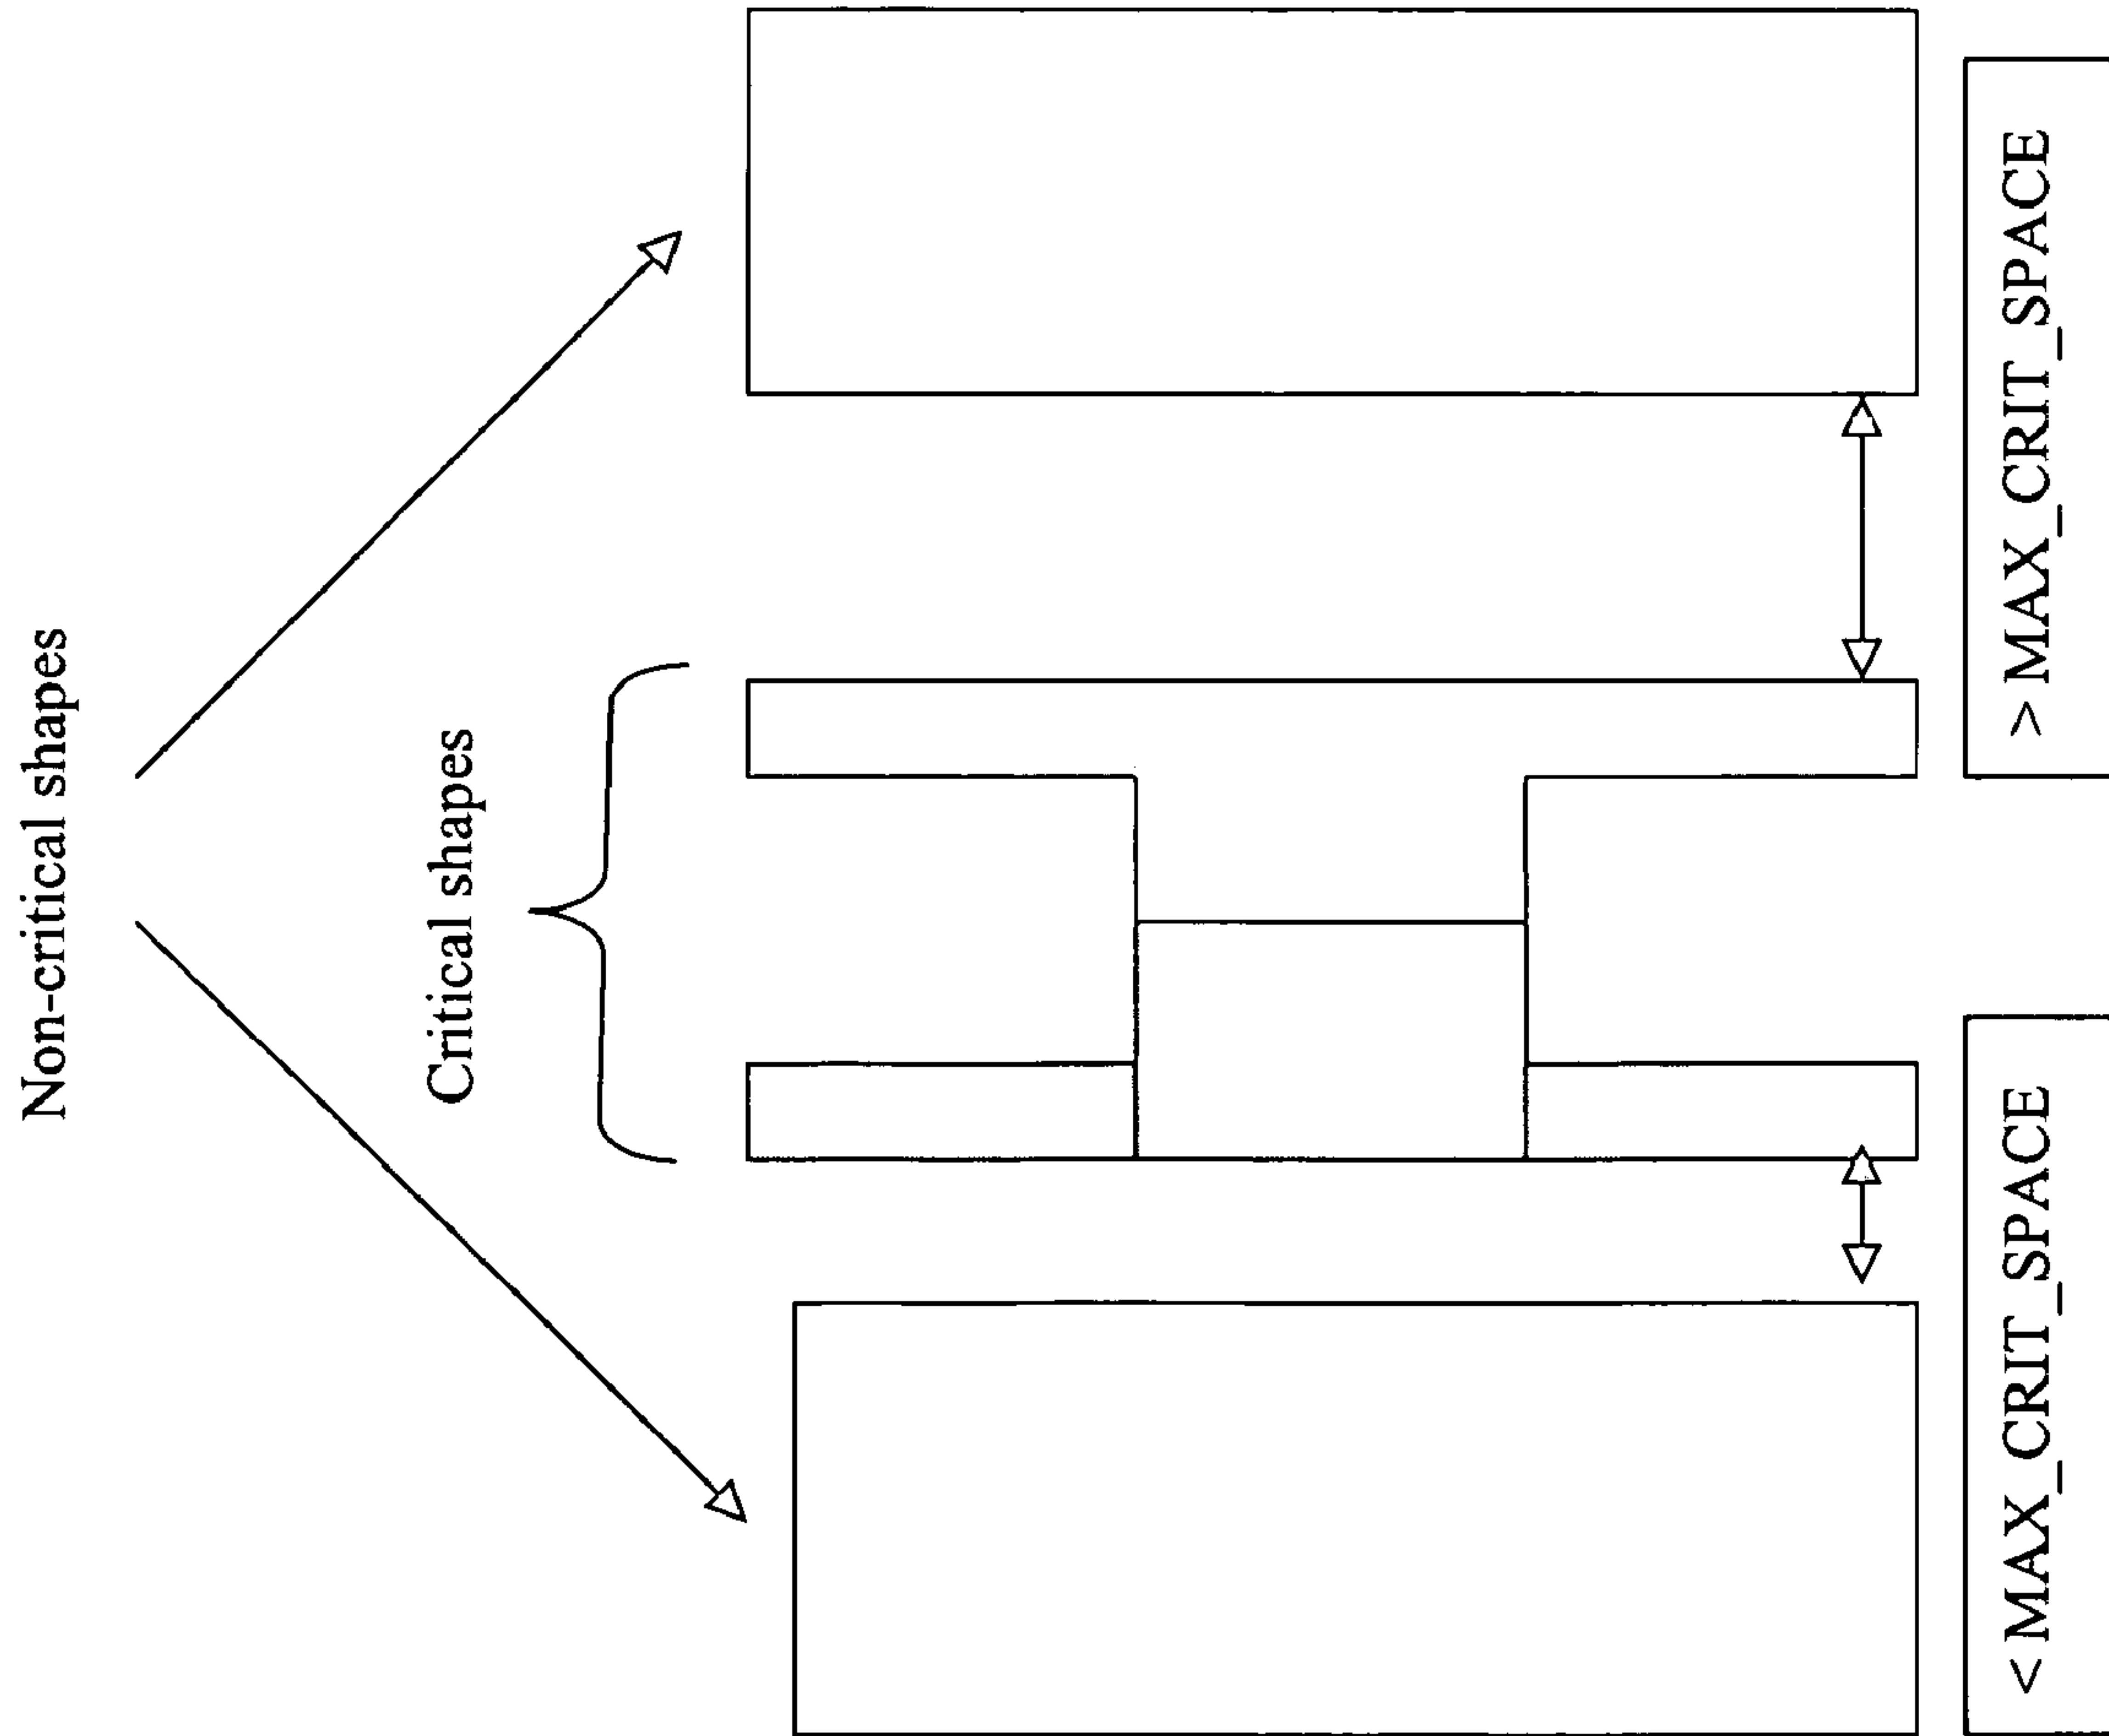 Non-critical shapes
Critical shapes
< MAX_CRIT_SPACE
> MAX_CRIT_SPACE